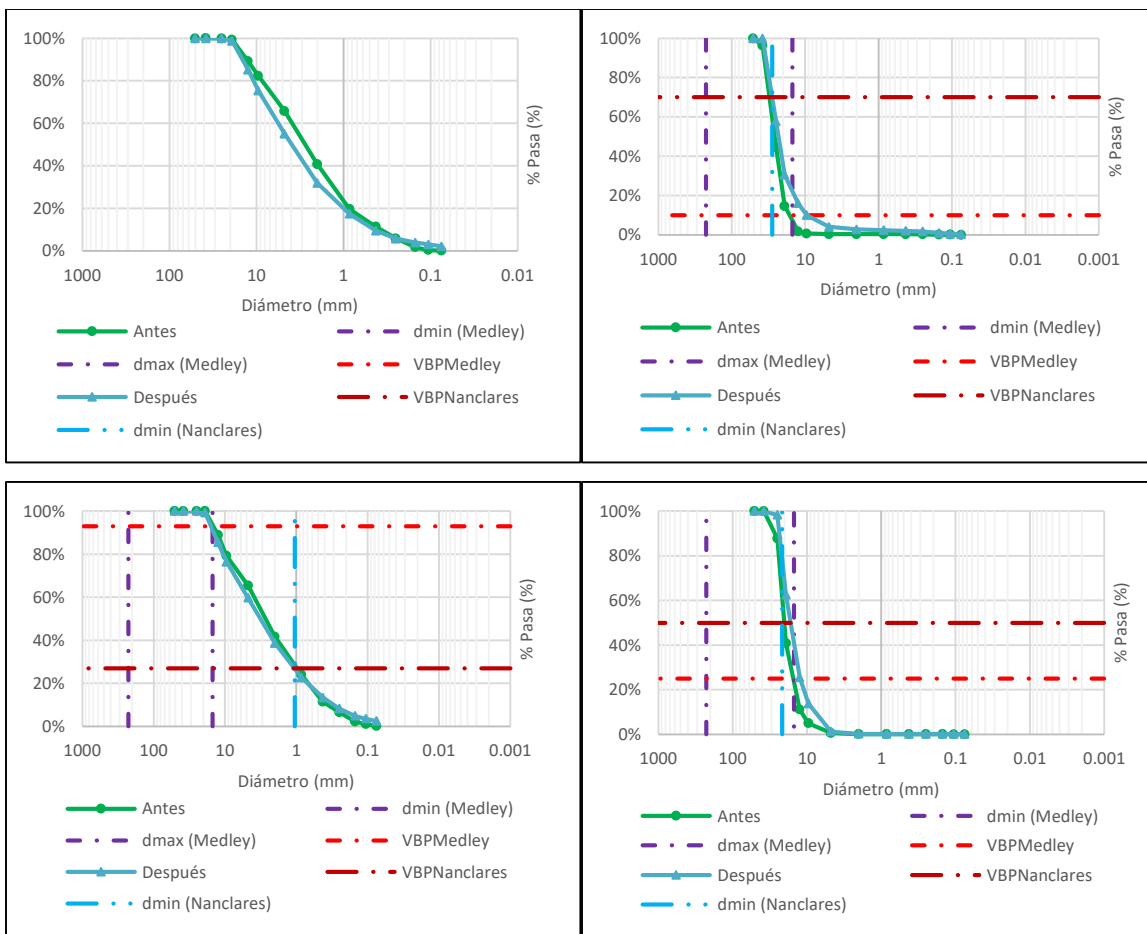 100%
80%
60%
40%
20%
0%
1000 100 10 1 0.1 0.01
% Pasa (%)
Diámetro (mm)
Antes dmin (Medley)
dmax (Medley) VBPMedley
Después VBPNanclares
dmin (Nanclares)
100%
80%
60%
40%
20%
0%
1000 100 10 1 0.1 0.01 0.001
% Pasa (%)
Diámetro (mm)
Antes dmin (Medley)
dmax (Medley) VBPMedley
Después VBPNanclares
dmin (Nanclares)
100%
80%
60%
40%
20%
0%
1000 100 10 1 0.1 0.01 0.001
% Pasa (%)
Diámetro (mm)
Antes dmin (Medley)
dmax (Medley) VBPMedley
Después VBPNanclares
dmin (Nanclares)
100%
80%
60%
40%
20%
0%
1000 100 10 1 0.1 0.01 0.001
% Pasa (%)
Diámetro (mm)
Antes dmin (Medley)
dmax (Medley) VBPMedley
Después VBPNanclares
dmin (Nanclares)